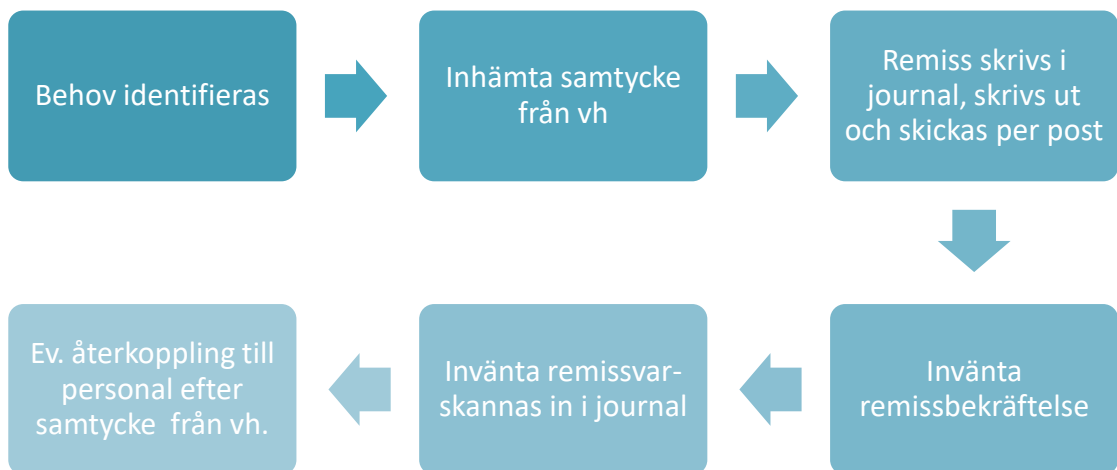 Behov identifieras
Inhämta samtycke
från vh
Remiss skrivs i
journal, skrivs ut
och skickas per post
Invänta
remissbekräftelse
Invänta remissvar-
skannas in i journal
Ev. återkoppling till
personal efter
samtycke  från vh.